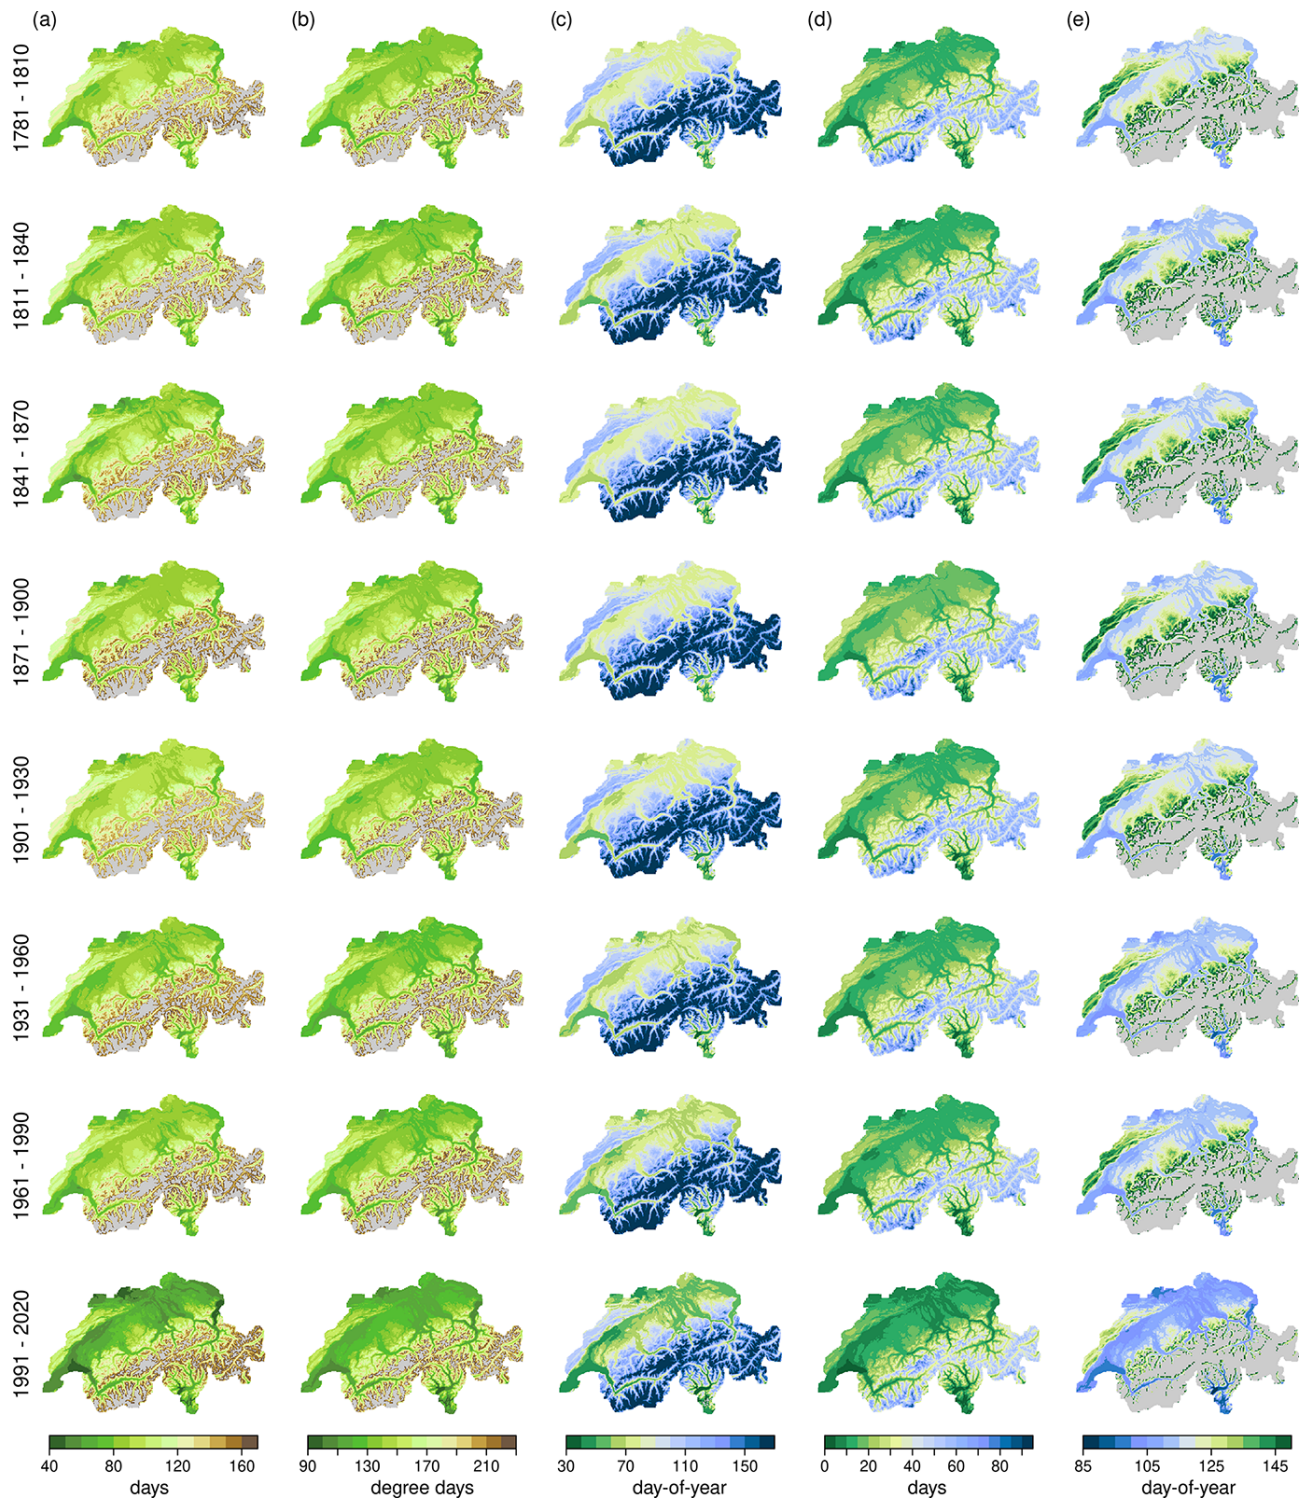 (a) (b) (c) (d) (e)
1781 - 1810
1811 - 1840
1841 - 1870
1871 - 1900
1901 - 1930
1931 - 1960
1961 - 1990
1991 - 2020
40 80 120 160 90 130 170 210 30 70 110 150 0 20 40 60 80 85 105 125 145
days degree days day-of-year days day-of-year